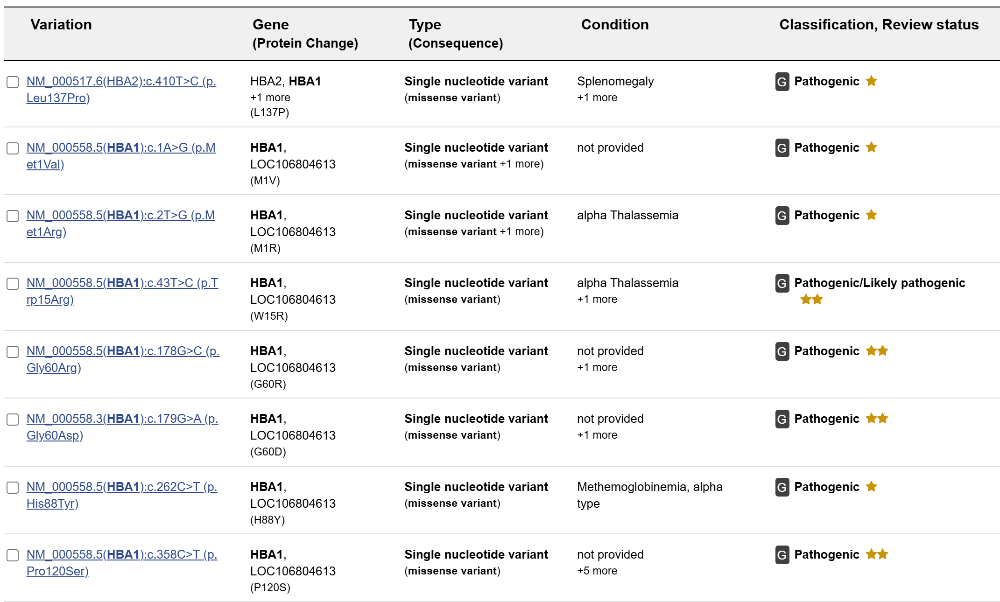 Variation
Gene
(Protein Change)
Type
(Consequence)
Condition
Classification, Review status
NM_000517.6(HBA2):c.410T>C (p.
Leu137Pro)
HBA2, HBA1
+1 more
(L137P)
Single nucleotide variant
(missense variant)
Splenomegaly
+1 more
G Pathogenic
NM_000558.5(HBA1):c.1A>G (p.M
et1Val)
HBA1,
LOC106804613
(M1V)
Single nucleotide variant
(missense variant +1 more)
not provided
G Pathogenic
NM_000558.5(HBA1):c.2T>G (p.M
et1Arg)
HBA1,
LOC106804613
(M1R)
Single nucleotide variant
(missense variant +1 more)
alpha Thalassemia
G Pathogenic
NM_000558.5(HBA1):c.43T>C (p.T
rp15Arg)
HBA1,
LOC106804613
(W15R)
Single nucleotide variant
(missense variant)
alpha Thalassemia
+1 more
G Pathogenic/Likely pathogenic
NM_000558.5(HBA1):c.178G>C (p.
Gly60Arg)
HBA1,
LOC106804613
(G60R)
Single nucleotide variant
(missense variant)
not provided
+1 more
G Pathogenic
NM_000558.3(HBA1):c.179G>A (p.
Gly60Asp)
HBA1,
LOC106804613
(G60D)
Single nucleotide variant
(missense variant)
not provided
+1 more
G Pathogenic
NM_000558.5(HBA1):c.262C>T (p.
His88Tyr)
HBA1,
LOC106804613
(H88Y)
Single nucleotide variant
(missense variant)
Methemoglobinemia, alpha
type
G Pathogenic
NM_000558.5(HBA1):c.358C>T (p.
Pro120Ser)
HBA1,
LOC106804613
(P120S)
Single nucleotide variant
(missense variant)
not provided
+5 more
G Pathogenic